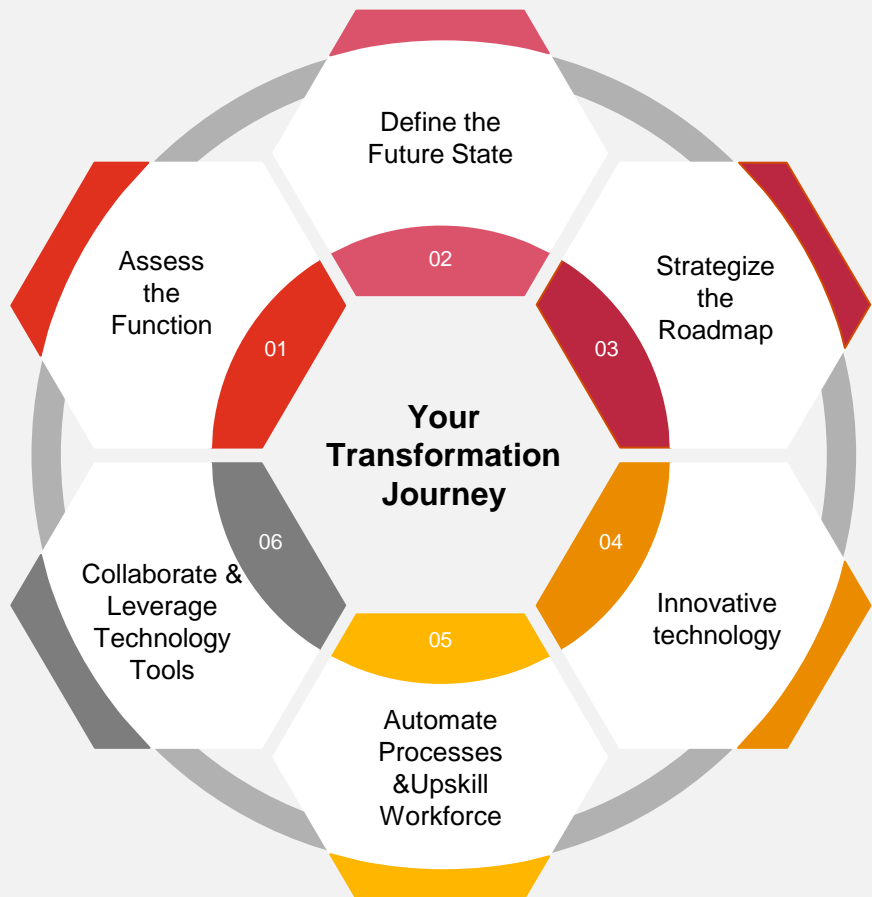 Your
Transformation
Journey
01
Assess
the
Function
02
Define the
Future State
03
Strategize
the
Roadmap
04
Innovative
technology
05
Automate
Processes
&Upskill
Workforce
06
Collaborate &
Leverage
Technology
Tools